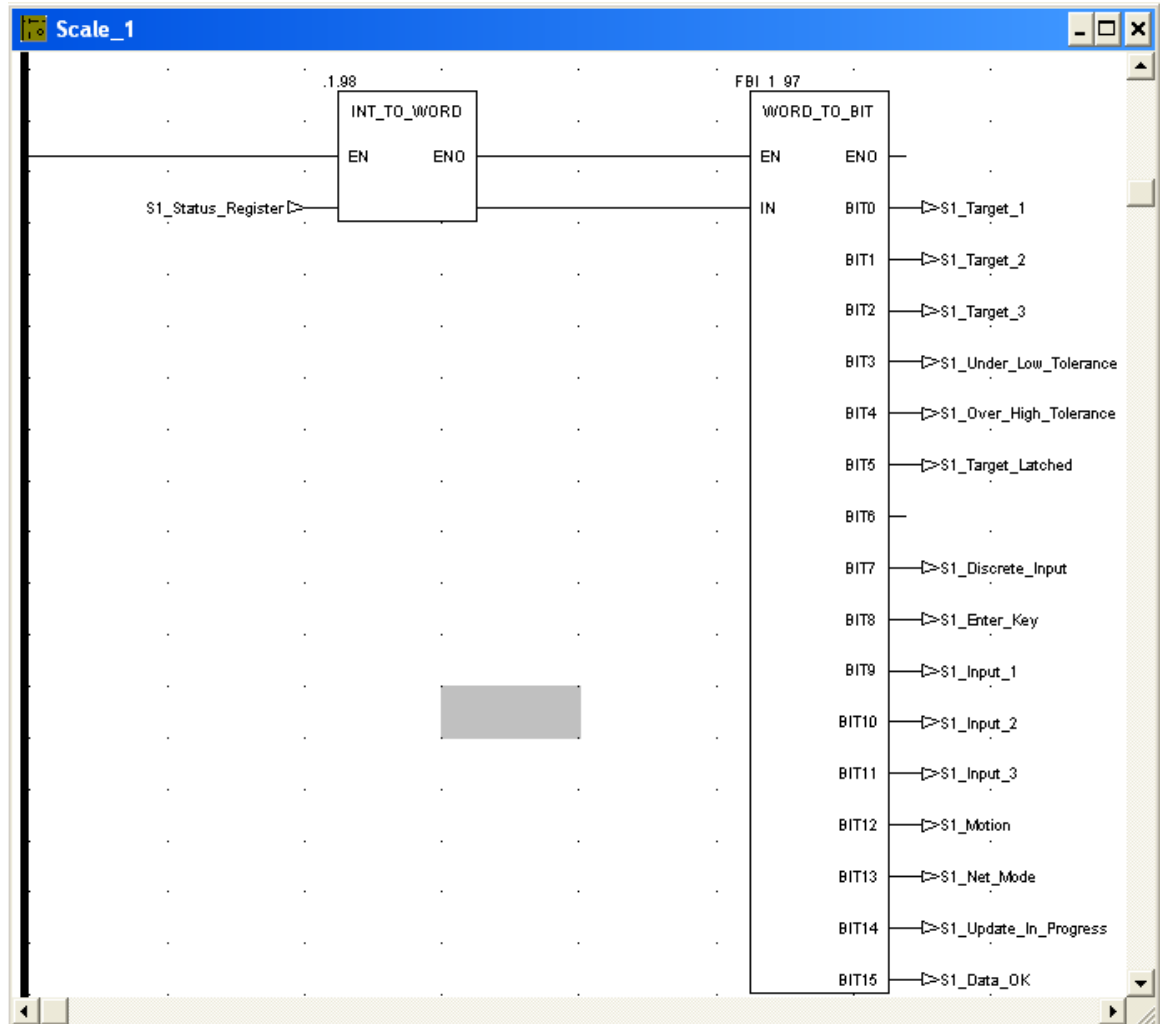 Scale_1
.1.98
FBI_1_97
INT_TO_WORD
WORD_TO_BIT
EN ENO
EN ENO
S1_Status_Register
IN BIT0 S1_Target_1
BIT1 S1_Target_2
BIT2 S1_Target_3
BIT3 S1_Under_Low_Tolerance
BIT4 S1_Over_High_Tolerance
BIT5 S1_Target_Latched
BIT6
BIT7 S1_Discrete_Input
BIT8 S1_Enter_Key
BIT9 S1_Input_1
BIT10 S1_Input_2
BIT11 S1_Input_3
BIT12 S1_Motion
BIT13 S1_Net_Mode
BIT14 S1_Update_In_Progress
BIT15 S1_Data_OK